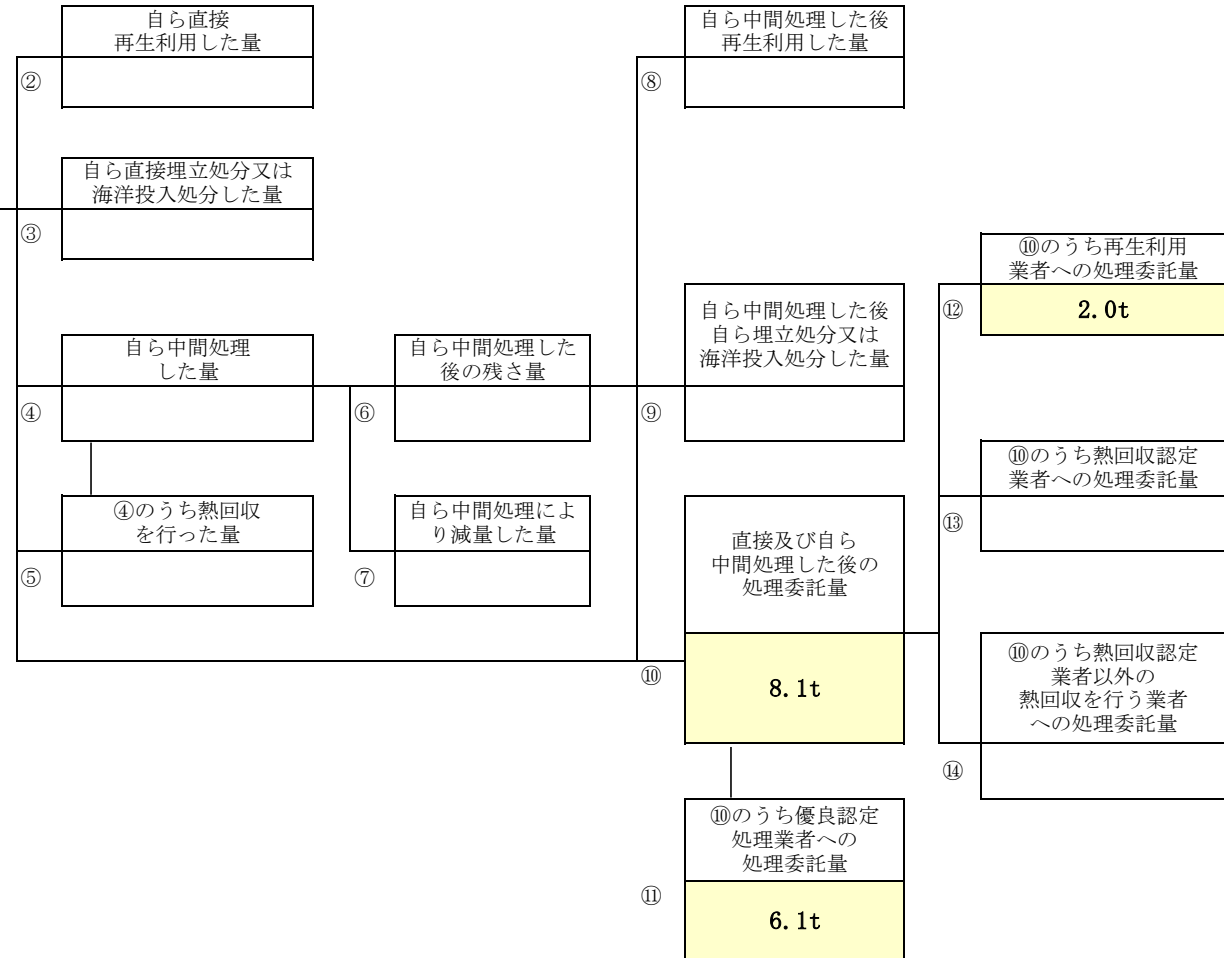 自ら直接
再生利用した量
②
自ら中間処理した後
再生利用した量
⑧
自ら直接埋立処分又は
海洋投入処分した量
③
⑩のうち再生利用
業者への処理委託量
⑫
2.0t
自ら中間処理
した量
④
自ら中間処理した
後の残さ量
⑥
自ら中間処理した後
自ら埋立処分又は
海洋投入処分した量
⑨
⑩のうち熱回収認定
業者への処理委託量
⑬
④のうち熱回収
を行った量
⑤
自ら中間処理によ
り減量した量
⑦
直接及び自ら
中間処理した後の
処理委託量
⑩
8.1t
⑩のうち熱回収認定
業者以外の
熱回収を行う業者
への処理委託量
⑭
⑩のうち優良認定
処理業者への
処理委託量
⑪
6.1t